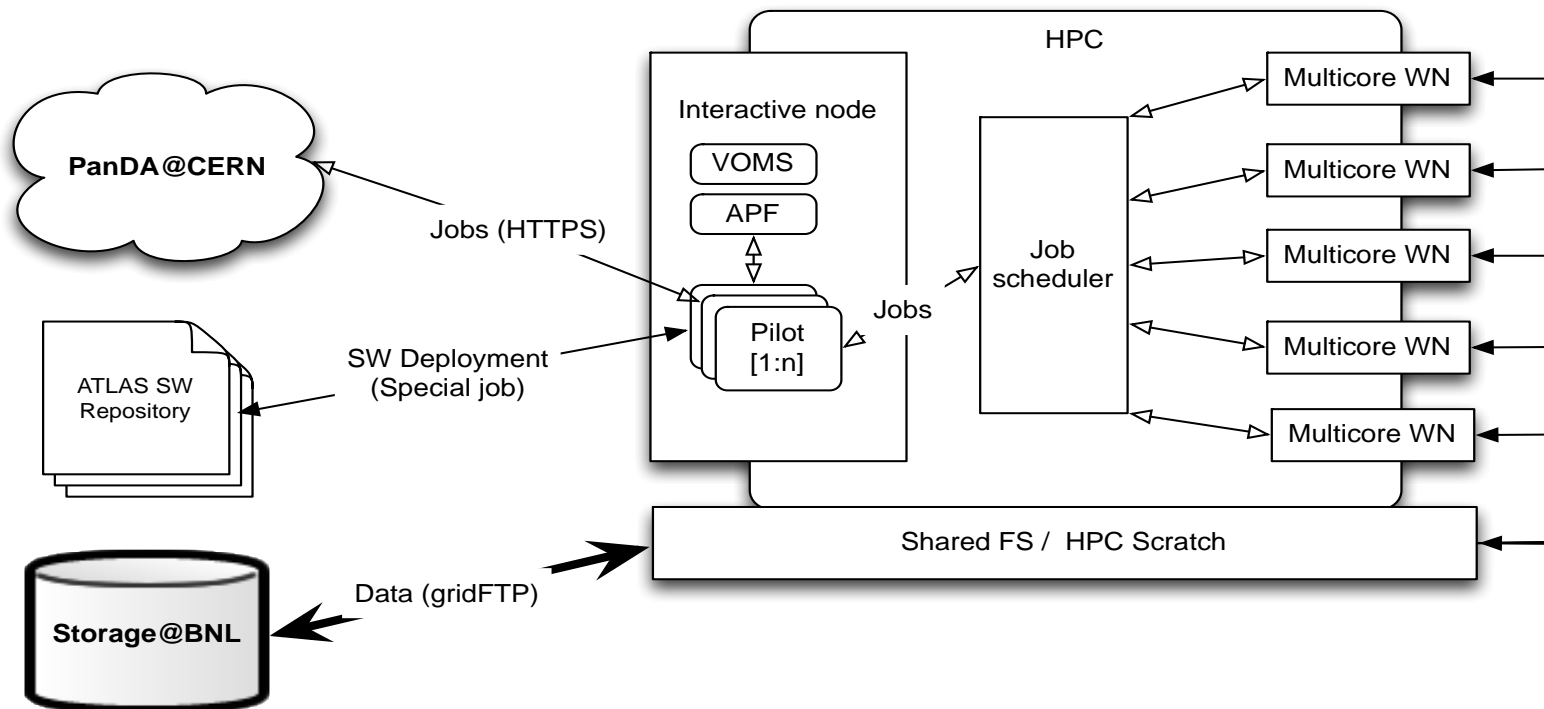 HPC
Interactive node
VOMS
APF
Pilot
[1:n]
Jobs
Job
scheduler
Multicore WN
Multicore WN
Multicore WN
Multicore WN
Multicore WN
PanDA@CERN
Jobs (HTTPS)
SW Deployment
(Special job)
ATLAS SW
Repository
Shared FS / HPC Scratch
Data (gridFTP)
Storage@BNL